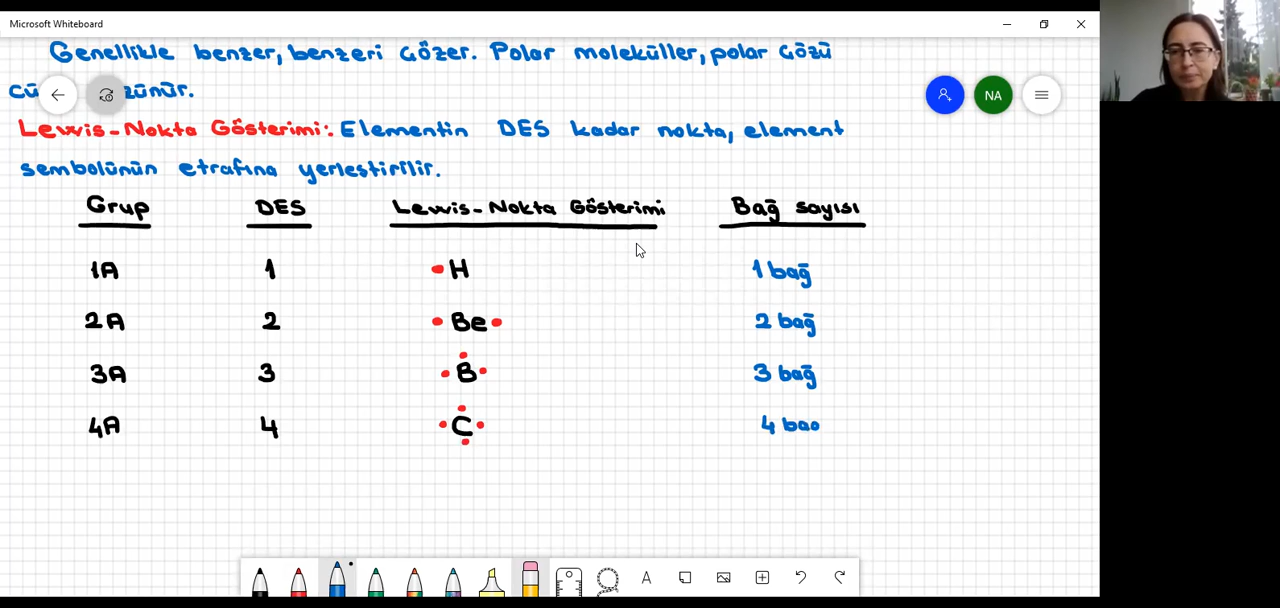 Microsoft Whiteboard
Genellikle benzer, benzeri çözer. Polar moleküller, polar çözü
cü zünür.
NA
Lewis-Nokta Gösterimi: Elementin DES kadar nokta, element
sembolünün etrafına yerleştirilir.
Grup DES Lewis-Nokta Gösterimi Bağ sayısı
1A 1 H 1 bağ
2A 2 Be 2 bağ
3A 3 B 3 bağ
4A 4 C 4
A